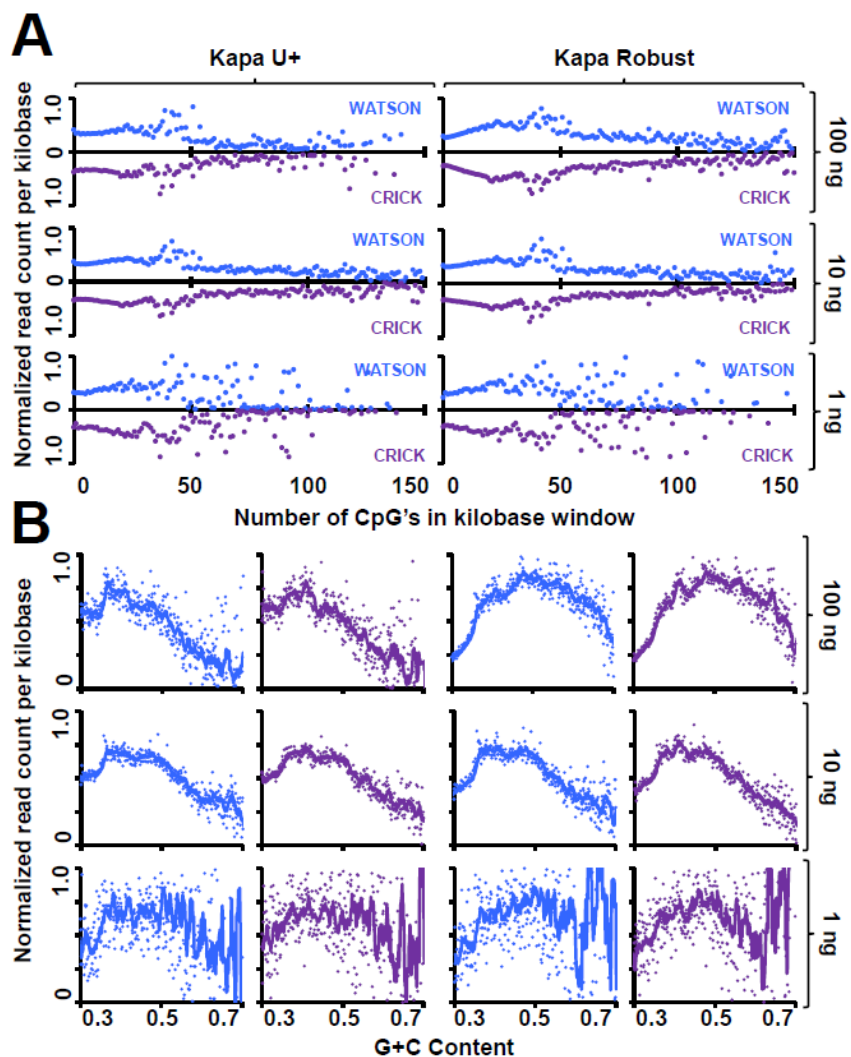 A
Kapa U+
Kapa Robust
Normalized read count per kilobase
1.0
0
1.0
WATSON
CRICK
WATSON
CRICK
100 ng
1.0
0
1.0
WATSON
CRICK
WATSON
CRICK
10 ng
1.0
0
1.0
WATSON
CRICK
WATSON
CRICK
1 ng
0
50
100
150
0
50
100
150
Number of CpG's in kilobase window
B
Normalized read count per kilobase
1.0
0
100 ng
1.0
0
10 ng
1.0
0
1 ng
0.3 0.5 0.7
0.3 0.5 0.7
0.3 0.5 0.7
0.3 0.5 0.7
G+C Content